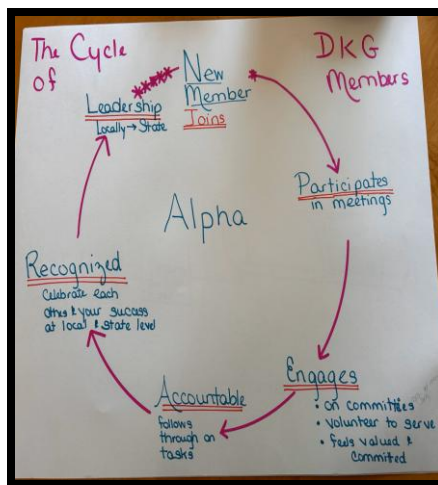 The Cycle
of
DKG
Members
New
Member
Joins
Participates
in meetings
Engages
• on committees
• volunteer to serve
• feels valued &
committed
Accountable
follows
through on
tasks
Recognized
Celebrate each
other & your success
at local & state level
Leadership
Locally → State
Alpha